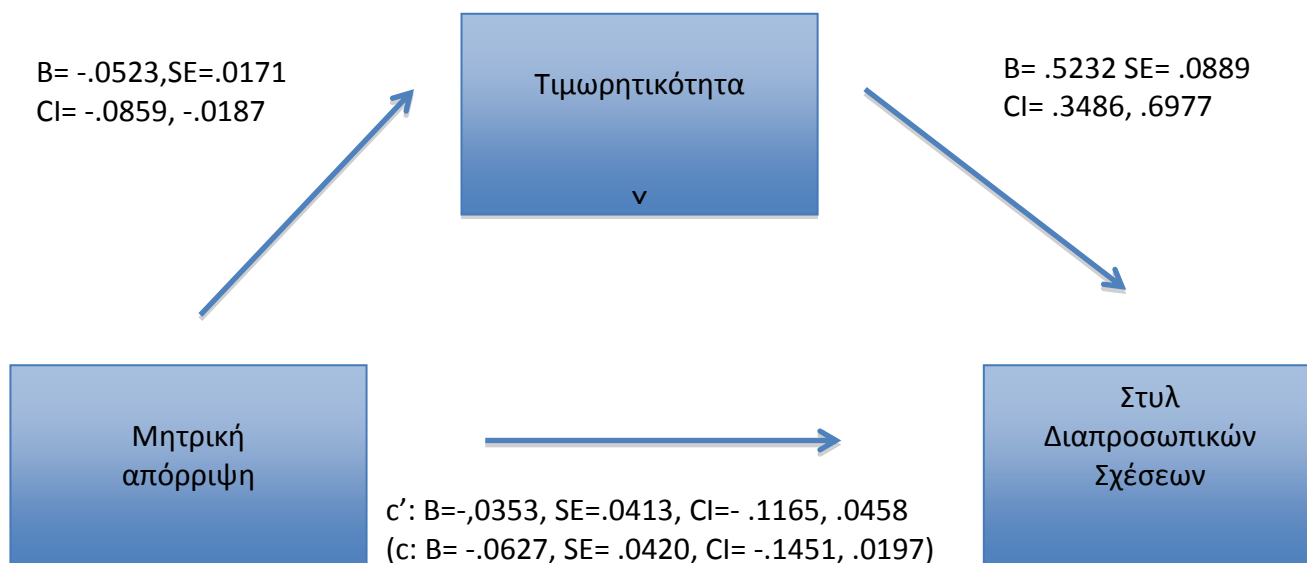 B= -.0523,SE=.0171
CI= -.0859, -.0187
Τιμωρητικότητα
ν
B= .5232 SE= .0889
CI= .3486, .6977
Μητρική
απόρριψη
c’: B=-,0353, SE=.0413, CI=- .1165, .0458
(c: B= -.0627, SE= .0420, CI= -.1451, .0197)
Στυλ
Διαπροσωπικών
Σχέσεων